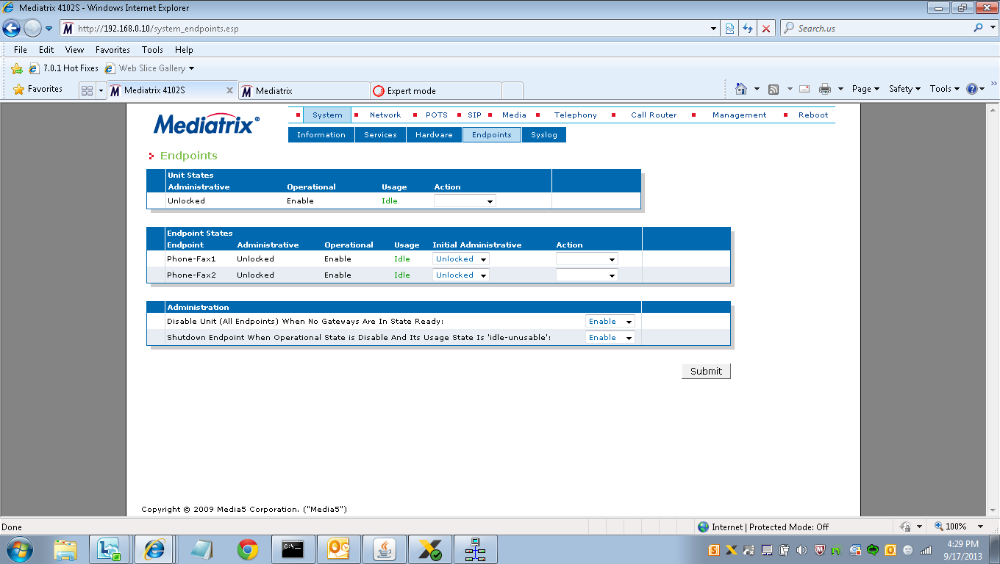 Mediatrix 4102S - Windows Internet Explorer
http://192.168.0.10/system_endpoints.esp
Search.us
File Edit View Favorites Tools Help
7.0.1 Hot Fixes Web Slice Gallery
Favorites Mediatrix 4102S Mediatrix Expert mode Page Safety Tools
Mediatrix®
System Network POTS SIP Media Telephony Call Router Management Reboot
Information Services Hardware Endpoints Syslog
Endpoints
Unit States
Administrative Operational Usage Action
Unlocked Enable Idle
Endpoint States
Endpoint Administrative Operational Usage Initial Administrative Action
Phone-Fax1 Unlocked Enable Idle Unlocked
Phone-Fax2 Unlocked Enable Idle Unlocked
Administration
Disable Unit (All Endpoints) When No Gateways Are In State Ready: Enable
Shutdown Endpoint When Operational State is Disable And Its Usage State Is 'idle-unusable': Enable
Submit
Copyright © 2009 Media5 Corporation. ("Media5")
Done Internet | Protected Mode: Off 100%
4:29 PM
9/17/2013